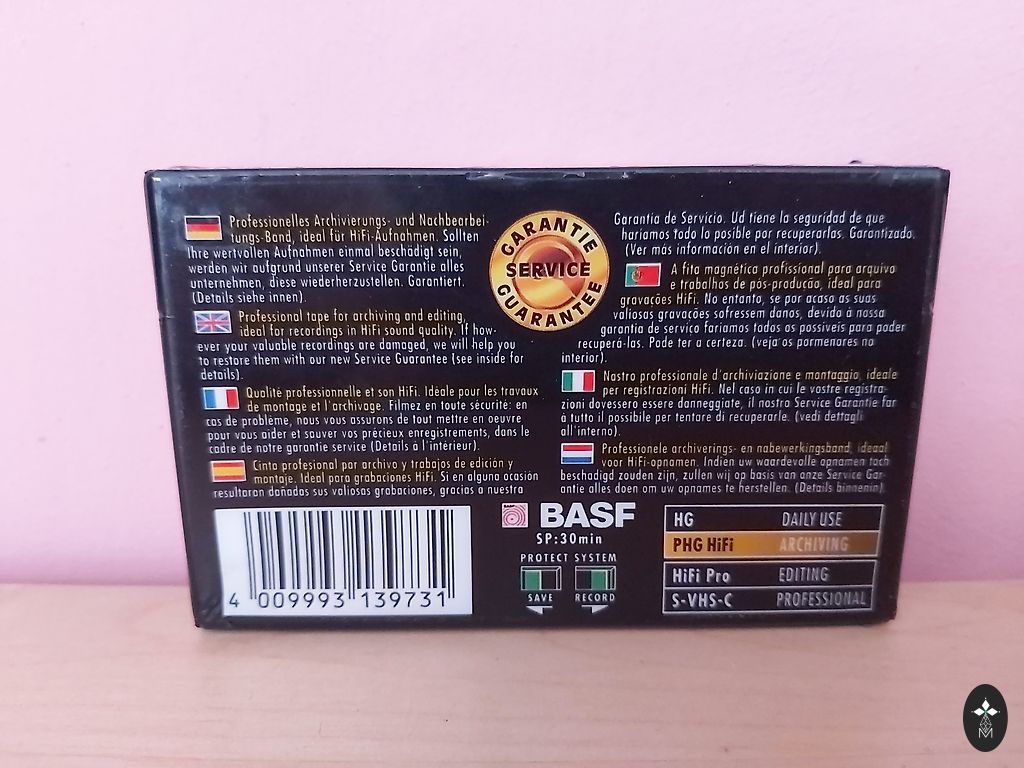 Professionelles Archivierungs- und Nachbearbei-
tungs-Band, ideal für HiFi-Aufnahmen. Sollten
Ihre wertvollen Aufnahmen einmal beschädigt sein,
werden wir aufgrund unserer Service Garantie alles
unternehmen, diese wiederherzustellen. Garantiert.
(Details siehe innen).
Professional tape for archiving and editing,
ideal for recordings in HiFi sound quality. If how-
ever your valuable recordings are damaged, we will help you
to restore them with our new Service Guarantee (see inside for
details).
Qualité professionnelle et son HiFi. Idéale pour les travaux
de montage et l'archivage. Filmez en toute sécurité: en
cas de problème, nous vous assurons de tout mettre en oeuvre
pour vous aider et sauver vos précieux enregistrements, dans le
cadre de notre garantie service (Details à l'intérieur).
Cinta profesional par archivo y trabajos de edición y
montaje. Ideal para grabaciones HiFi. Si en alguna ocasión
resultaron dañadas sus valiosas grabaciones, gracias a nuestra
GARANTIE
SERVICE
GUARANTEE
Garantia de Servicio. Ud tiene la seguridad de que
hariamos todo lo posible por recuperarlas. Garantizado.
(Ver más información en el interior).
A fita magnética profissional para arquivo
e trabalhos de pós-produção, ideal para
gravações HiFi. No entanto, se por acaso as suas
valiosas gravações sofressem danos, devido à nossa
garantia de servico fariamos todos os possíveis para poder
recuperá-las. Pode ter a certeza. (veja os pormenares no
interior).
Nastro professionale d'archiviazione e montaggio, ideale
per registrazioni HiFi. Nel caso in cui le vostre registra-
zioni dovessero essere danneggiate, il nostro Service Garantie far
à tutto il possibile per tentare di recuperarle. (vedi dettagli
all'interno).
Professionele archiverings- en nabewerkingsband, ideaal
voor HiFi-opnamen. Indien uw waardevolle opnamen toch
beschadigd zouden zijn, zullen wij op basis van onze Service Gar-
antie alles doen om uw opnames te herstellen. (Details binnenin).
4 009993 139731
BASF
BASF
SP:30min
PROTECT SYSTEM
SAVE RECORD
HG DAILY USE
PHG HiFi ARCHIVING
HiFi Pro EDITING
S-VHS-C PROFESSIONAL
M